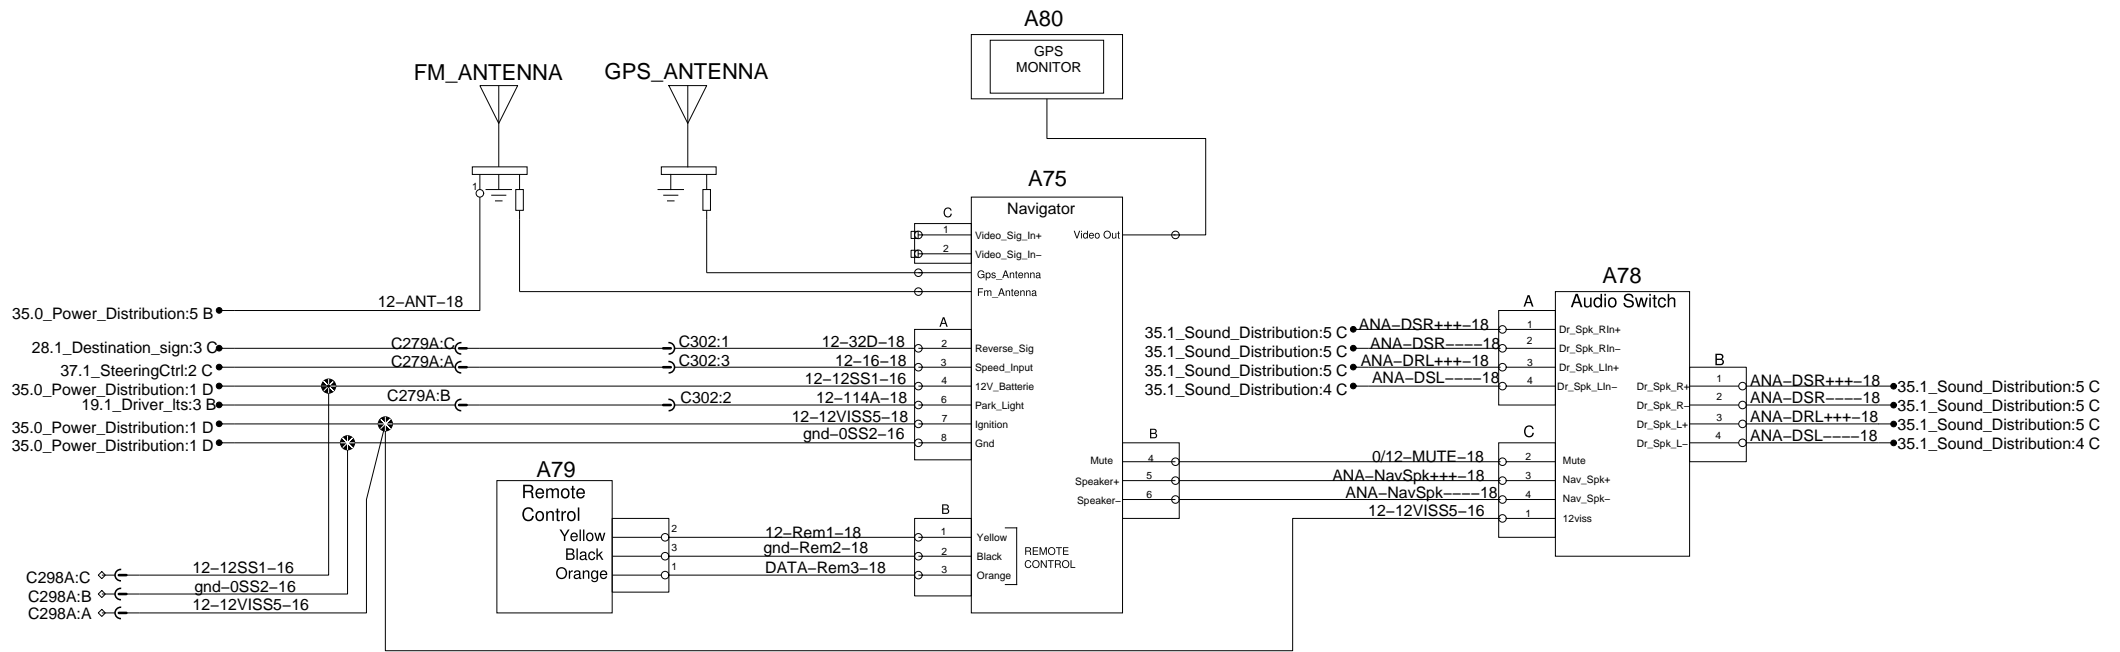 A80
GPS
MONITOR
FM_ANTENNA
GPS_ANTENNA
1
A75
Navigator
C
1 Video_Sig_In+
Video Out
2 Video_Sig_In−
Gps_Antenna
Fm_Antenna
35.0_Power_Distribution:5 B
12−ANT−18
A
28.1_Destination_sign:3 C
C279A:C
C302:1
12−32D−18
2 Reverse_Sig
37.1_SteeringCtrl:2 C
C279A:A
C302:3
12−16−18
3 Speed_Input
35.0_Power_Distribution:1 D
12−12SS1−16
4 12V_Batterie
19.1_Driver_lts:3 B
C279A:B
C302:2
12−114A−18
6 Park_Light
35.0_Power_Distribution:1 D
12−12VISS5−18
7 Ignition
35.0_Power_Distribution:1 D
gnd−0SS2−16
8 Gnd
B
Mute 4
0/12−MUTE−18
Speaker+ 5
ANA−NavSpk+++−18
Speaker− 6
ANA−NavSpk−−−−18
12−12VISS5−16
A79
Remote
Control
Yellow 2
12−Rem1−18
Black 3
gnd−Rem2−18
Orange 1
DATA−Rem3−18
B
1 Yellow
2 Black
3 Orange
REMOTE
CONTROL
C298A:C
12−12SS1−16
C298A:B
gnd−0SS2−16
C298A:A
12−12VISS5−16
A78
Audio Switch
A
35.1_Sound_Distribution:5 C
ANA−DSR+++−18
1 Dr_Spk_RIn+
35.1_Sound_Distribution:5 C
ANA−DSR−−−−18
2 Dr_Spk_RIn−
35.1_Sound_Distribution:5 C
ANA−DRL+++−18
3 Dr_Spk_LIn+
35.1_Sound_Distribution:4 C
ANA−DSL−−−−18
4 Dr_Spk_LIn−
B
Dr_Spk_R+ 1
ANA−DSR+++−18
35.1_Sound_Distribution:5 C
Dr_Spk_R− 2
ANA−DSR−−−−18
35.1_Sound_Distribution:5 C
Dr_Spk_L+ 3
ANA−DRL+++−18
35.1_Sound_Distribution:5 C
Dr_Spk_L− 4
ANA−DSL−−−−18
35.1_Sound_Distribution:4 C
C
2 Mute
3 Nav_Spk+
4 Nav_Spk−
1 12viss